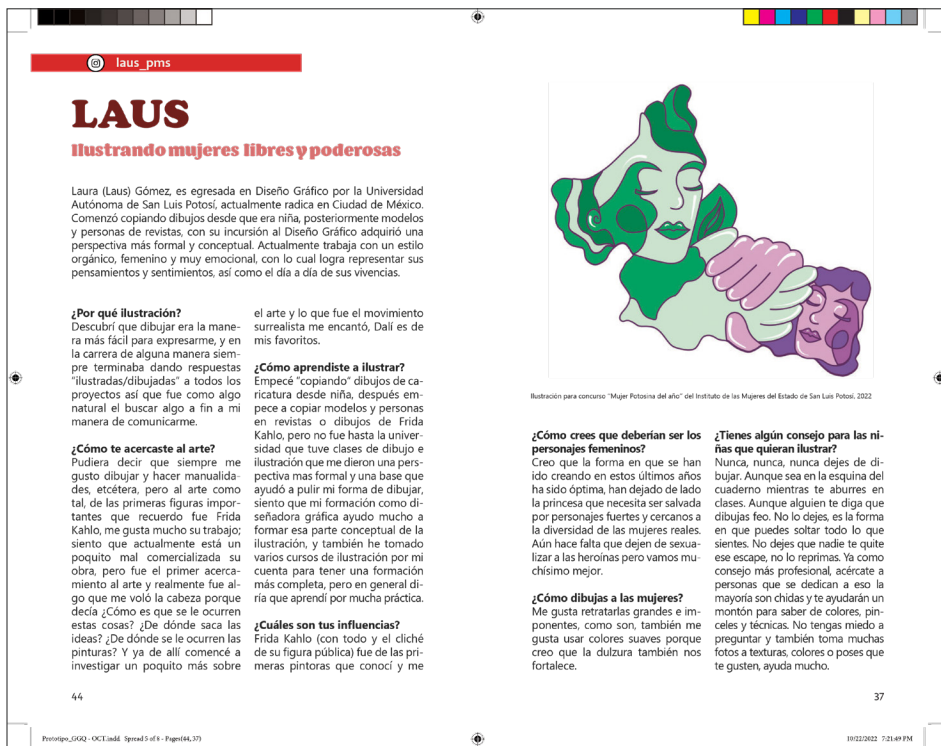 laus_pms
LAUS
Ilustrando mujeres libres y poderosas
Laura (Laus) Gómez, es egresada en Diseño Gráfico por la Universidad
Autónoma de San Luis Potosí, actualmente radica en Ciudad de México.
Comenzó copiando dibujos desde que era niña, posteriormente modelos
y personas de revistas, con su incursión al Diseño Gráfico adquirió una
perspectiva más formal y conceptual. Actualmente trabaja con un estilo
orgánico, femenino y muy emocional, con lo cual logra representar sus
pensamientos y sentimientos, así como el día a día de sus vivencias.
¿Por qué ilustración?
Descubrí que dibujar era la mane-
ra más fácil para expresarme, y en
la carrera de alguna manera siem-
pre terminaba dando respuestas
"ilustradas/dibujadas" a todos los
proyectos así que fue como algo
natural el buscar algo a fin a mi
manera de comunicarme.
¿Cómo te acercaste al arte?
Pudiera decir que siempre me
gusto dibujar y hacer manualida-
des, etcétera, pero al arte como
tal, de las primeras figuras impor-
tantes que recuerdo fue Frida
Kahlo, me gusta mucho su trabajo;
siento que actualmente está un
poquito mal comercializada su
obra, pero fue el primer acerca-
miento al arte y realmente fue al-
go que me voló la cabeza porque
decía ¿Cómo es que se le ocurren
estas cosas? ¿De dónde saca las
ideas? ¿De dónde se le ocurren las
pinturas? Y ya de allí comencé a
investigar un poquito más sobre
el arte y lo que fue el movimiento
surrealista me encantó, Dalí es de
mis favoritos.
¿Cómo aprendiste a ilustrar?
Empecé "copiando" dibujos de ca-
ricatura desde niña, después em-
pece a copiar modelos y personas
en revistas o dibujos de Frida
Kahlo, pero no fue hasta la univer-
sidad que tuve clases de dibujo e
ilustración que me dieron una pers-
pectiva mas formal y una base que
ayudó a pulir mi forma de dibujar,
siento que mi formación como di-
señadora gráfica ayudo mucho a
formar esa parte conceptual de la
ilustración, y también he tomado
varios cursos de ilustración por mi
cuenta para tener una formación
más completa, pero en general di-
ría que aprendí por mucha práctica.
¿Cuáles son tus influencias?
Frida Kahlo (con todo y el cliché
de su figura pública) fue de las pri-
meras pintoras que conocí y me
44
Ilustración para concurso "Mujer Potosina del año" del Instituto de las Mujeres del Estado de San Luis Potosí, 2022
¿Cómo crees que deberían ser los
personajes femeninos?
Creo que la forma en que se han
ido creando en estos últimos años
ha sido óptima, han dejado de lado
la princesa que necesita ser salvada
por personajes fuertes y cercanos a
la diversidad de las mujeres reales.
Aún hace falta que dejen de sexua-
lizar a las heroínas pero vamos mu-
chísimo mejor.
¿Cómo dibujas a las mujeres?
Me gusta retratarlas grandes e im-
ponentes, como son, también me
gusta usar colores suaves porque
creo que la dulzura también nos
fortalece.
¿Tienes algún consejo para las ni-
ñas que quieran ilustrar?
Nunca, nunca, nunca dejes de di-
bujar. Aunque sea en la esquina del
cuaderno mientras te aburres en
clases. Aunque alguien te diga que
dibujas feo. No lo dejes, es la forma
en que puedes soltar todo lo que
sientes. No dejes que nadie te quite
ese escape, no lo reprimas. Ya como
consejo más profesional, acércate a
personas que se dedican a eso la
mayoría son chidas y te ayudarán un
montón para saber de colores, pin-
celes y técnicas. No tengas miedo a
preguntar y también toma muchas
fotos a texturas, colores o poses que
te gusten, ayuda mucho.
37
Prototipo_GGQ - OCT.indd Spread 5 of 8 - Pages(44, 37)
10/22/2022 7:21:49 PM